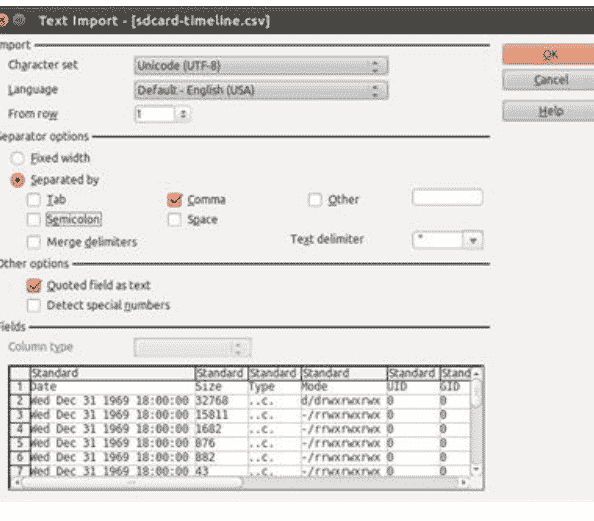 Text Import - [sdcard-timeline.csv]
Import
Character set Unicode (UTF-8)
Language Default - English (USA)
From row 1
OK
Cancel
Help
Separator options
Fixed width
Separated by
Tab Comma Other
Semicolon Space
Merge delimiters Text delimiter "
Other options
Quoted field as text
Detect special numbers
Fields
Column type
Standard Standard Standard Standard Standard Stand
1 Date Size Type Mode UID GID
2 Wed Dec 31 1969 18:00:00 32768 ..c. d/drwxrwxrwx 0 0
3 Wed Dec 31 1969 18:00:00 15811 ..c. -/rrwxrwxrwx 0 0
4 Wed Dec 31 1969 18:00:00 1682 ..c. -/rrwxrwxrwx 0 0
5 Wed Dec 31 1969 18:00:00 876 ..c. -/rrwxrwxrwx 0 0
6 Wed Dec 31 1969 18:00:00 882 ..c. -/rrwxrwxrwx 0 0
7 Wed Dec 31 1969 18:00:00 43 ..c. -/rrwxrwxrwx 0 0